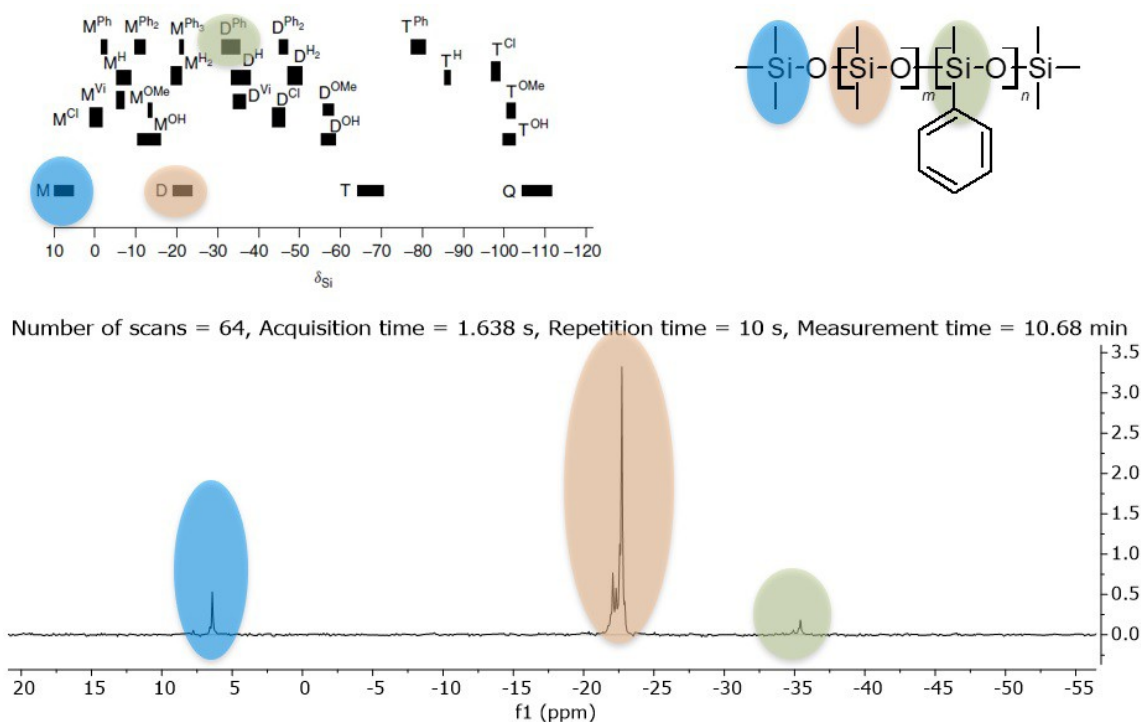 M^Ph M^Ph2 M^Ph3 D^Ph D^Ph2 T^Ph T^Cl
M^H M^H2 D^H D^H2 T^H
M^Vi M^OMe D^Vi D^Cl D^OMe T^OMe
M^Cl M^OH D^OH T^OH
M D T Q
10 0 −10 −20 −30 −40 −50 −60 −70 −80 −90 −100 −110 −120
δSi
Si O Si O m Si O n Si
Number of scans = 64, Acquisition time = 1.638 s, Repetition time = 10 s, Measurement time = 10.68 min
3.5
3.0
2.5
2.0
1.5
1.0
0.5
0.0
20 15 10 5 0 -5 -10 -15 -20 -25 -30 -35 -40 -45 -50 -55
f1 (ppm)